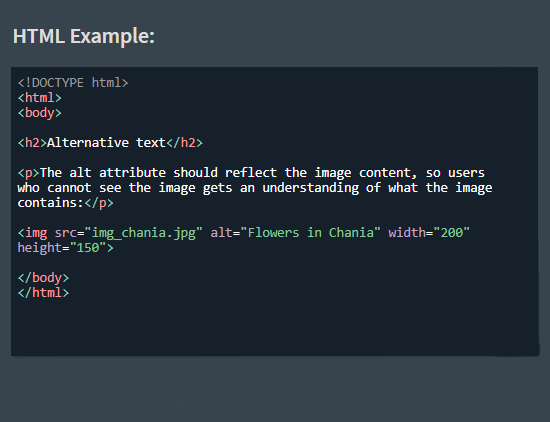 HTML Example:
<!DOCTYPE html>
<html>
<body>
<h2>Alternative text</h2>
<p>The alt attribute should reflect the image content, so users
who cannot see the image gets an understanding of what the image
contains:</p>
<img src="img_chania.jpg" alt="Flowers in Chania" width="200"
height="150">
</body>
</html>